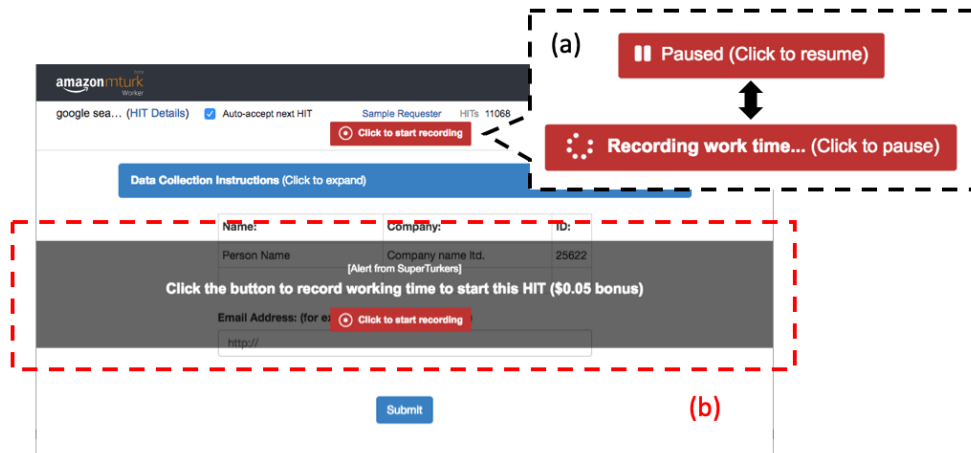 (a)
Paused (Click to resume)
Recording work time... (Click to pause)
beta
amazonmturk
Worker
google sea... (HIT Details) Auto-accept next HIT Sample Requester HITs 11068
Click to start recording
Data Collection Instructions (Click to expand)
Name: Company: ID:
Person Name Company name ltd. 25622
[Alert from SuperTurkers]
Click the button to record working time to start this HIT ($0.05 bonus)
Email Address: (for ex
Click to start recording
http://
Submit
(b)